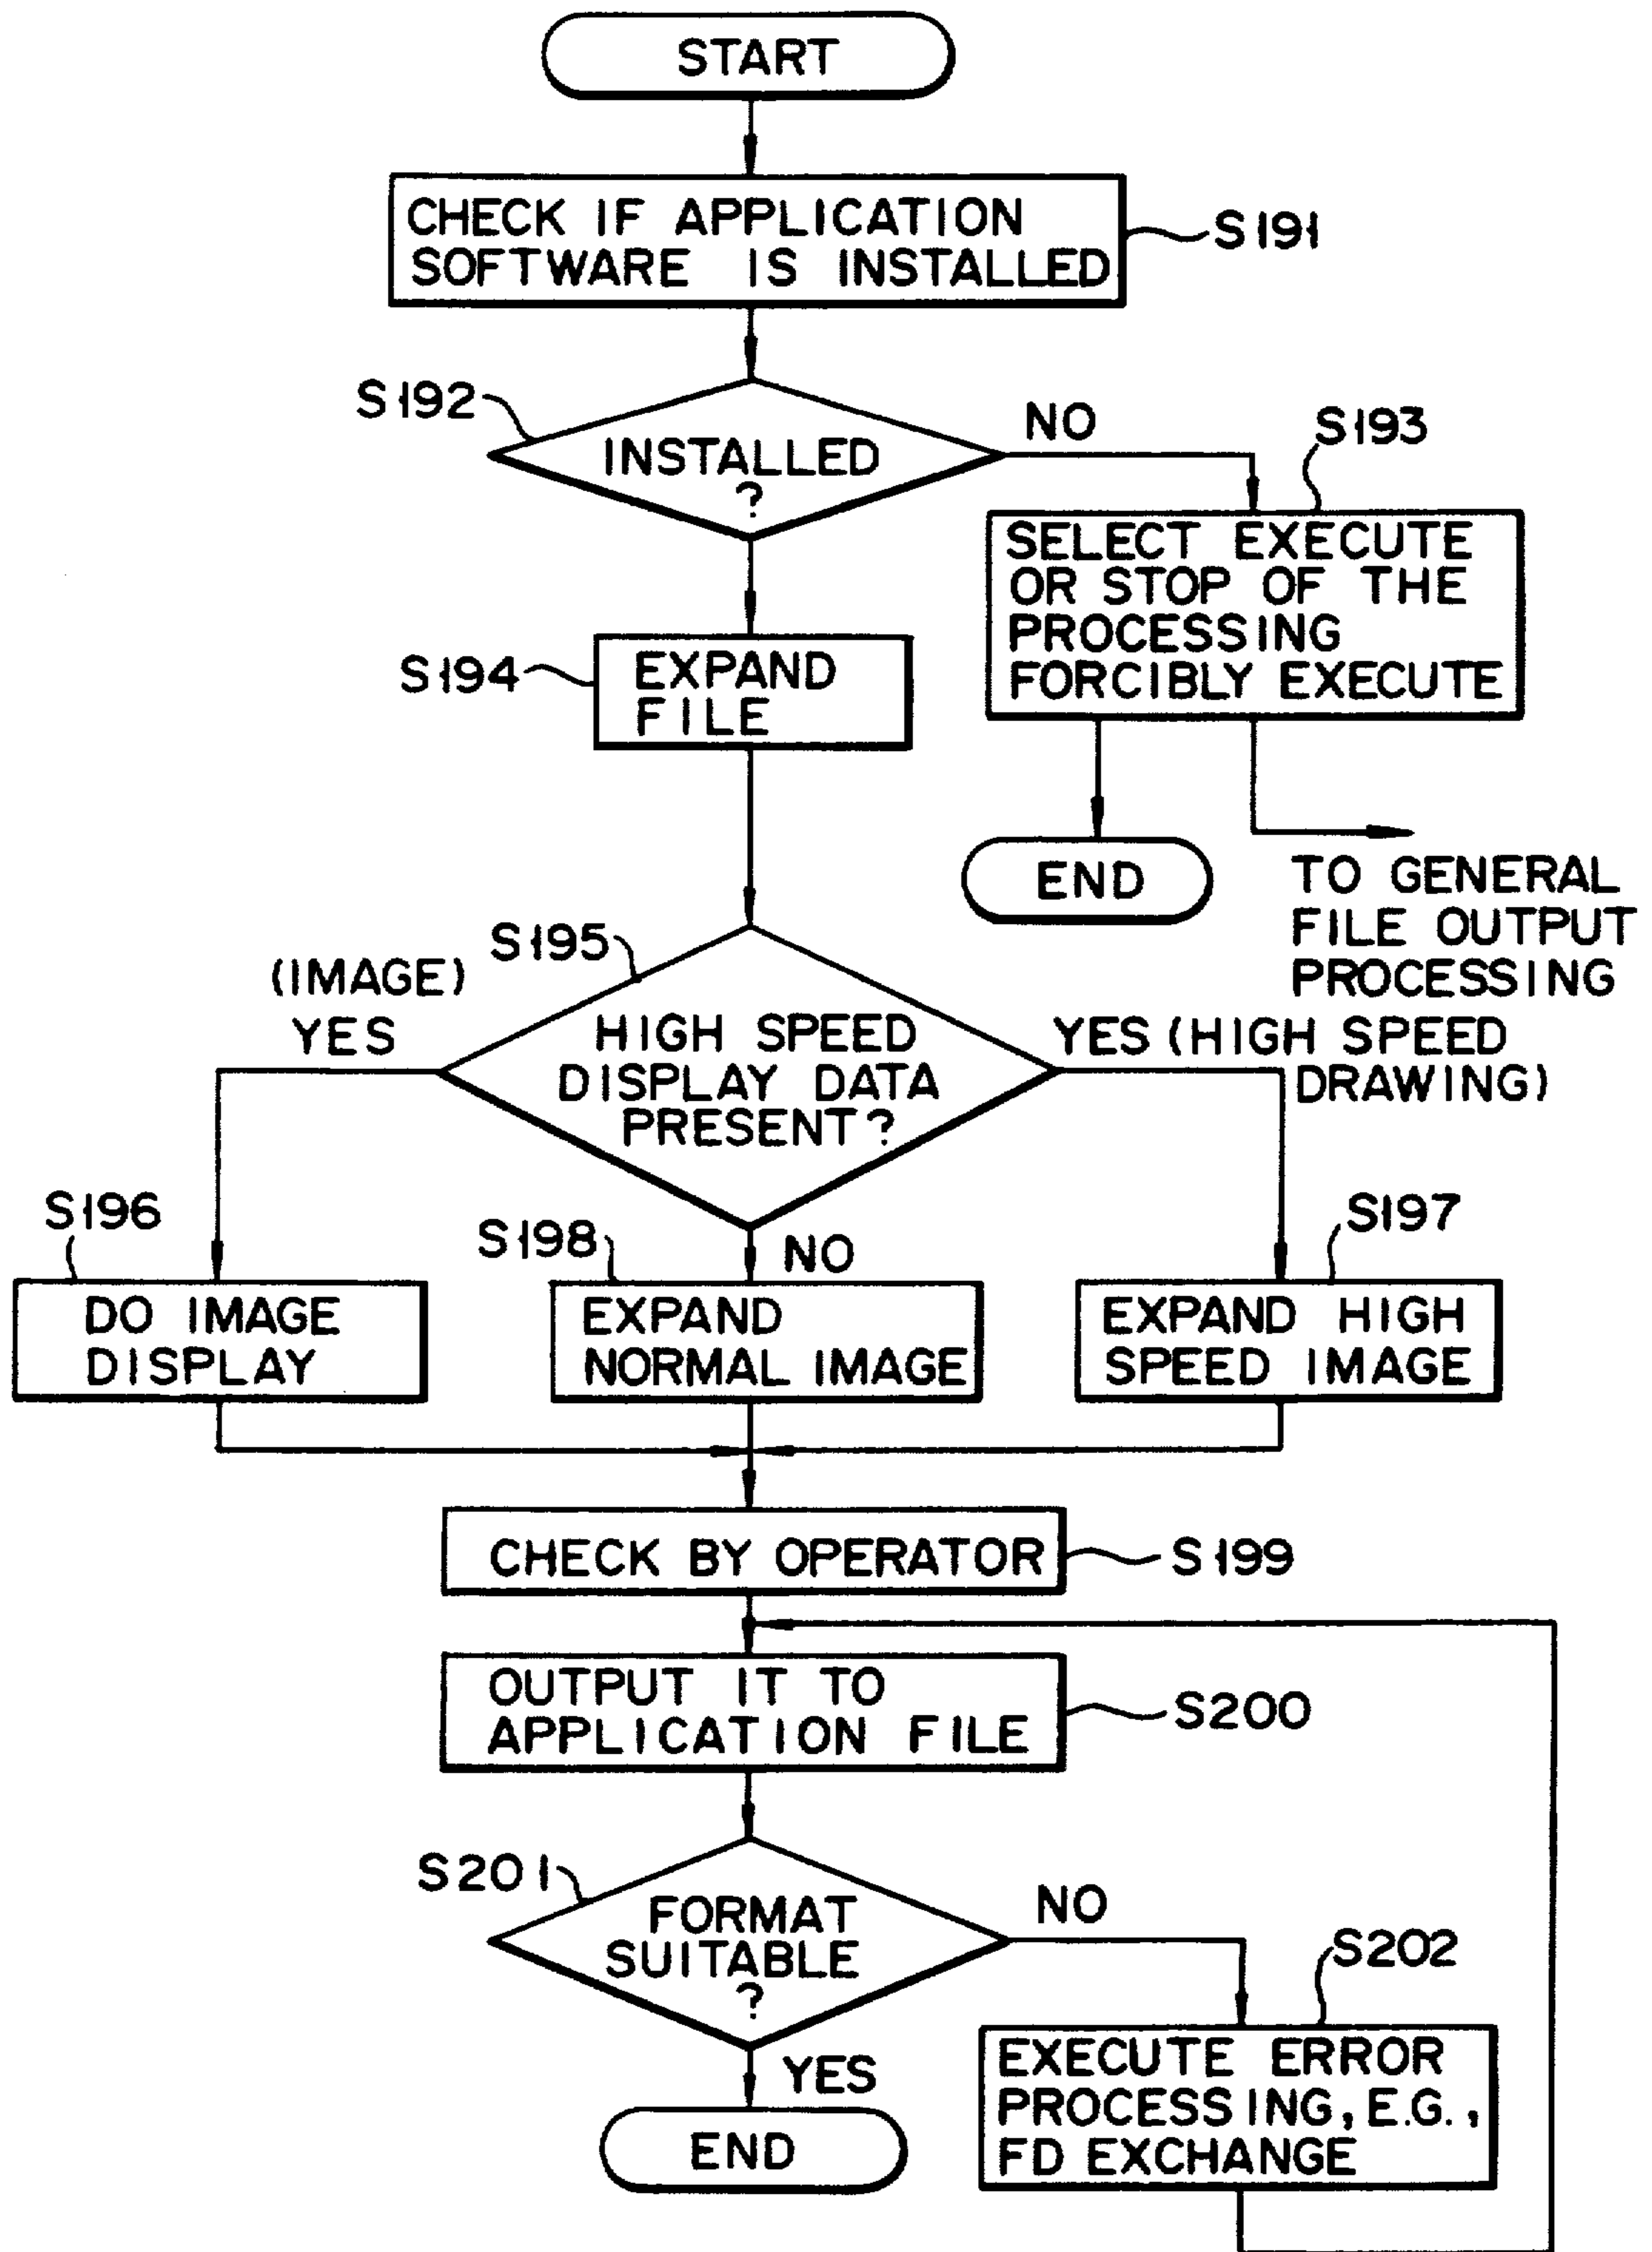 START
CHECK IF APPLICATION
SOFTWARE IS INSTALLED
S191
S192
INSTALLED
?
NO
S193
SELECT EXECUTE
OR STOP OF THE
PROCESSING
FORCIBLY EXECUTE
S194
EXPAND
FILE
END
TO GENERAL
FILE OUTPUT
PROCESSING
S195
(IMAGE)
YES
HIGH SPEED
DISPLAY DATA
PRESENT?
YES (HIGH SPEED
DRAWING)
S196
DO IMAGE
DISPLAY
S198
NO
EXPAND
NORMAL IMAGE
S197
EXPAND HIGH
SPEED IMAGE
CHECK BY OPERATOR
S199
OUTPUT IT TO
APPLICATION FILE
S200
S201
FORMAT
SUITABLE
?
NO
S202
EXECUTE ERROR
PROCESSING, E.G.,
FD EXCHANGE
YES
END